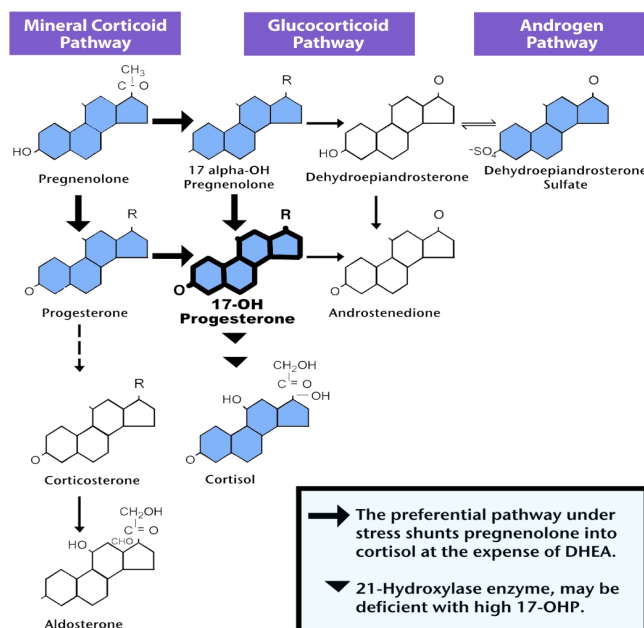 Mineral Corticoid
Pathway
Glucocorticoid
Pathway
Androgen
Pathway
CH3
C - O
HO
Pregnenolone
R
17 alpha-OH
Pregnenolone
O
HO
Dehydroepiandrosterone
O
-SO4
Dehydroepiandrosterone
Sulfate
R
O
Progesterone
R
O
17-OH
Progesterone
O
O
Androstenedione
R
O
Corticosterone
CH2OH
C = O
HO
OH
O
Cortisol
CH2OH
C = O
CHO
HO
O
Aldosterone
The preferential pathway under
stress shunts pregnenolone into
cortisol at the expense of DHEA.
21-Hydroxylase enzyme, may be
deficient with high 17-OHP.